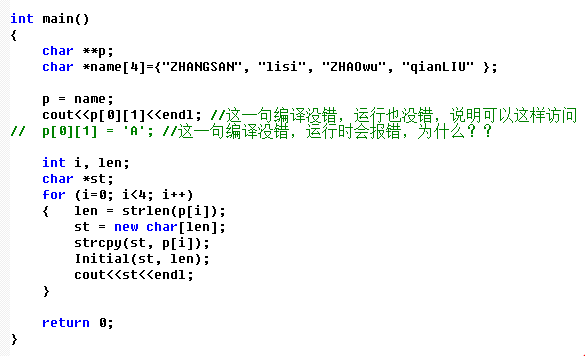 int main()
{
    char **p;
    char *name[4]={"ZHANGSAN", "lisi", "ZHAOwu", "qianLIU" };

    p = name;
    cout<<p[0][1]<<endl; //这一句编译没错，运行也没错，说明可以这样访问
//  p[0][1] = 'A'; //这一句编译没错，运行时会报错，为什么？？

    int i, len;
    char *st;
    for (i=0; i<4; i++)
    {   len = strlen(p[i]);
        st = new char[len];
        strcpy(st, p[i]);
        Initial(st, len);
        cout<<st<<endl;
    }

    return 0;
}